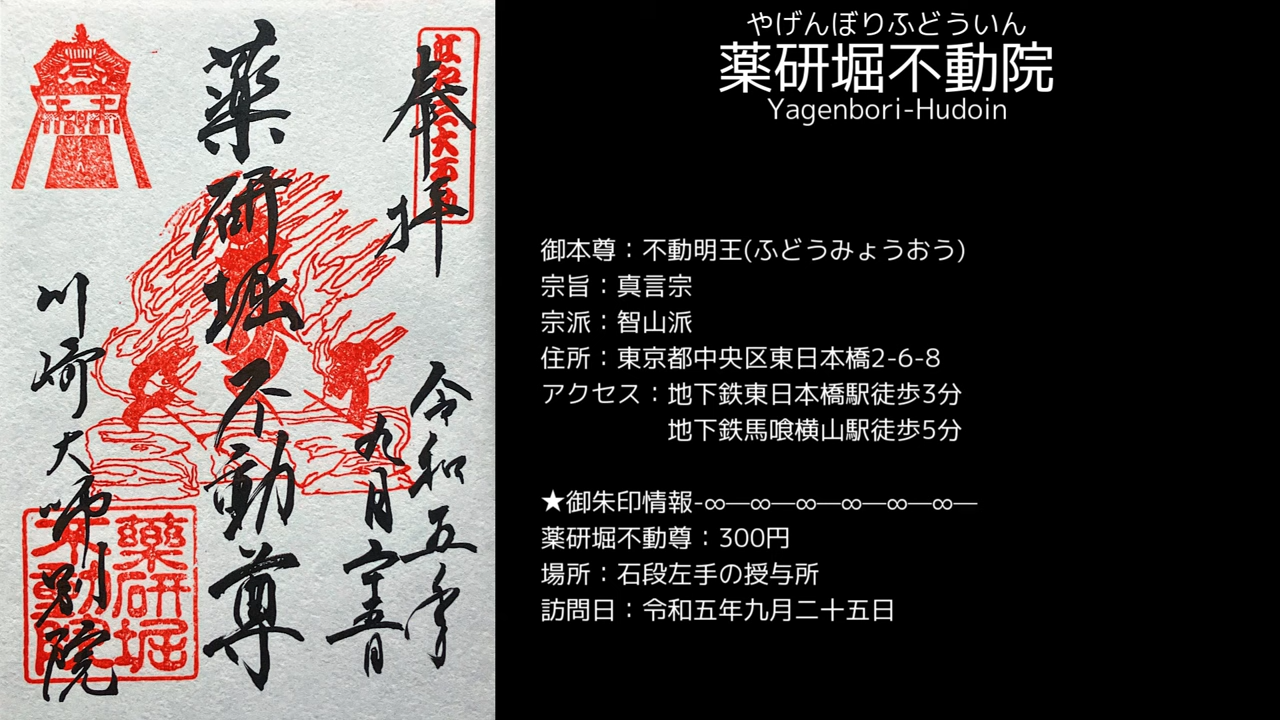 奉拝
江戸三大不動
令和五年
九月二十五日
薬研堀不動尊
川崎大師別院
薬研堀
不動院
やげんぼりふどういん
薬研堀不動院
Yagenbori-Hudoin
御本尊：不動明王(ふどうみょうおう)
宗旨：真言宗
宗派：智山派
住所：東京都中央区東日本橋2-6-8
アクセス：地下鉄東日本橋駅徒歩3分
地下鉄馬喰横山駅徒歩5分
★御朱印情報-∞—∞—∞—∞—∞—∞—
薬研堀不動尊：300円
場所：石段左手の授与所
訪問日：令和五年九月二十五日